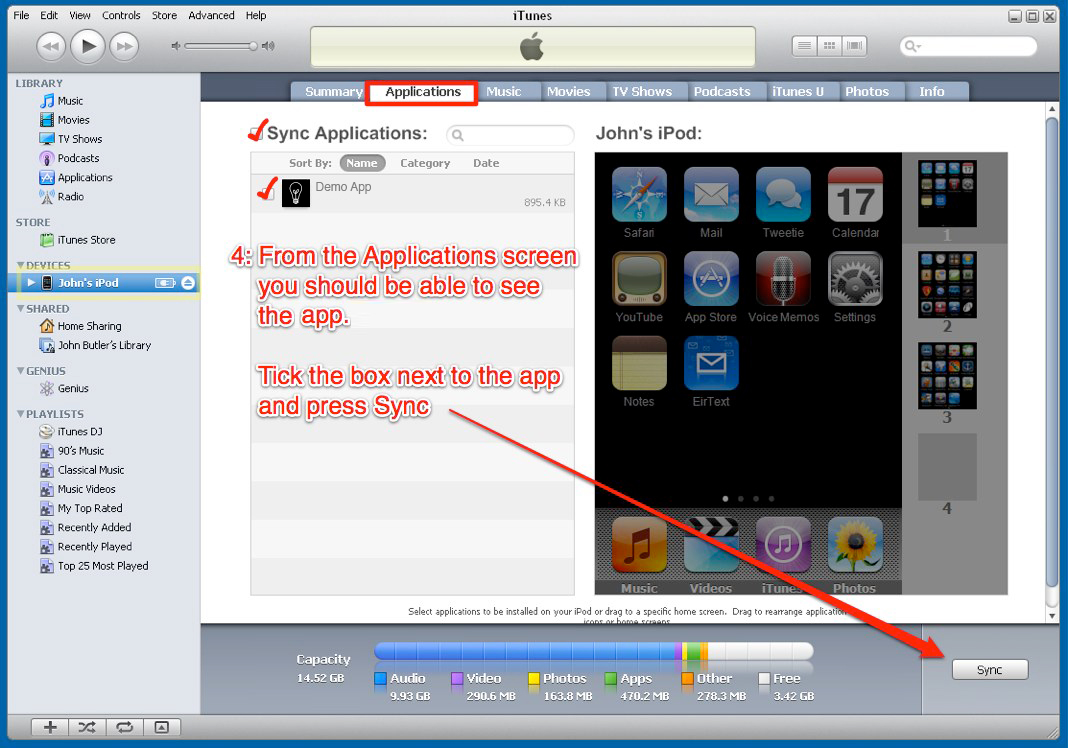 File Edit View Controls Store Advanced Help
iTunes
LIBRARY
Music
Movies
TV Shows
Podcasts
Applications
Radio
STORE
iTunes Store
DEVICES
John's iPod
SHARED
Home Sharing
John Butler's Library
GENIUS
Genius
PLAYLISTS
iTunes DJ
90's Music
Classical Music
Music Videos
My Top Rated
Recently Added
Recently Played
Top 25 Most Played
Summary Applications Music Movies TV Shows Podcasts iTunes U Photos Info
Sync Applications:
Sort By: Name Category Date
Demo App
895.4 KB
4: From the Applications screen
you should be able to see
the app.
Tick the box next to the app
and press Sync
John's iPod:
17
Safari Mail Tweetie Calendar
YouTube App Store Voice Memos Settings
Notes EirText
Music Videos iTunes Photos
1
2
3
4
Select applications to be installed on your iPod or drag to a specific home screen. Drag to rearrange application
icons or home screens.
Capacity
14.52 GB
Audio Video Photos Apps Other Free
9.93 GB 290.6 MB 163.8 MB 470.2 MB 278.3 MB 3.42 GB
Sync